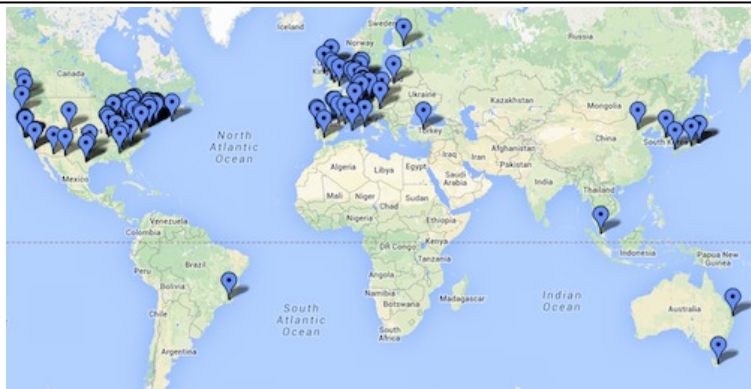 Iceland
Sweden
Norway
Russia
Canada
Ukraine
Kazakhstan
Mongolia
North
Atlantic
Ocean
Turkey
China
South Korea
Afghanistan
Iraq
Iran
Pakistan
Algeria
Libya
Egypt
Saudi
Arabia
India
Mexico
Mali
Niger
Chad
Sudan
Thailand
Nigeria
Ethiopia
Venezuela
Colombia
DR Congo
Kenya
Indonesia
Papua New
Guinea
Tanzania
Peru
Brazil
Bolivia
Angola
Namibia
Botswana
Madagascar
Indian
Ocean
Australia
Chile
South
Atlantic
Ocean
South
Africa
Argentina